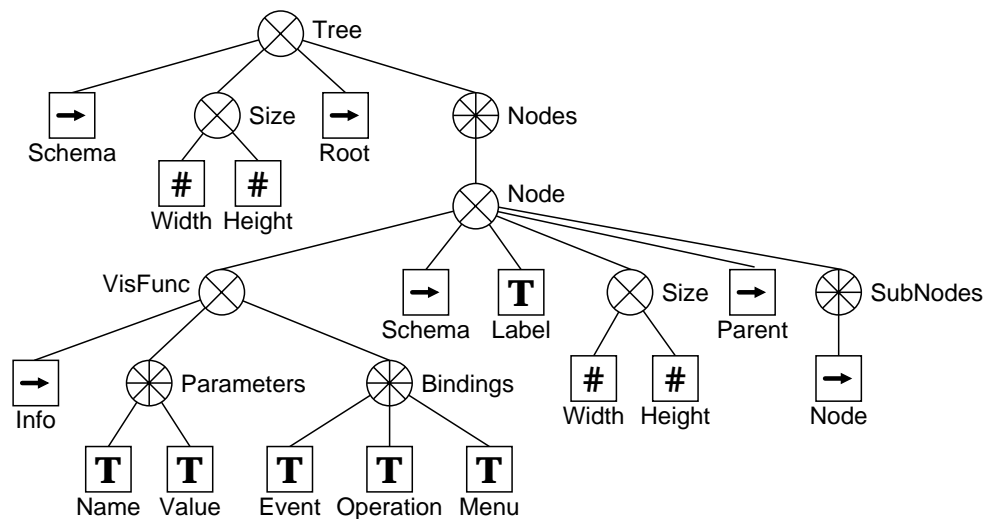 Tree
Schema
Size
Root
Nodes
# #
Width Height
Node
VisFunc
Schema
T
Label
Size
Parent
SubNodes
Info
Parameters
Bindings
# #
Width Height
Node
T T T T T
Name Value Event Operation Menu